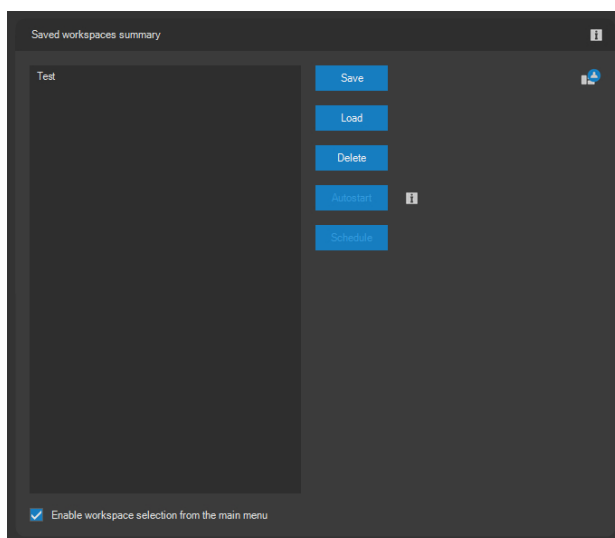 Saved workspaces summary
Test
Save
Load
Delete
Autostart
Schedule
Enable workspace selection from the main menu